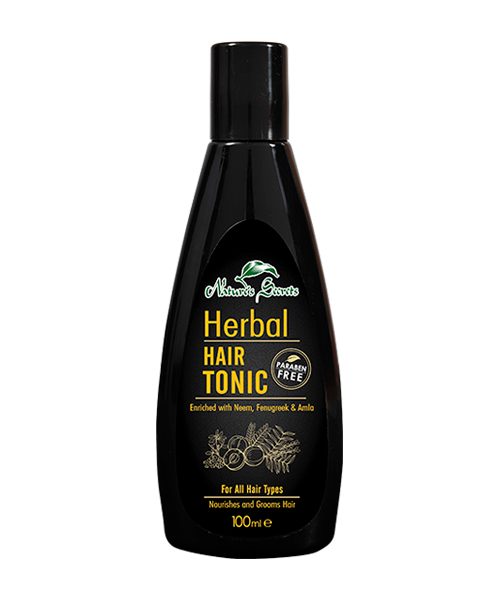 Nature's Secrets
Herbal
HAIR
TONIC
PARABEN
FREE
Enriched with Neem, Fenugreek & Amla
For All Hair Types
Nourishes and Grooms Hair
100ml ℮